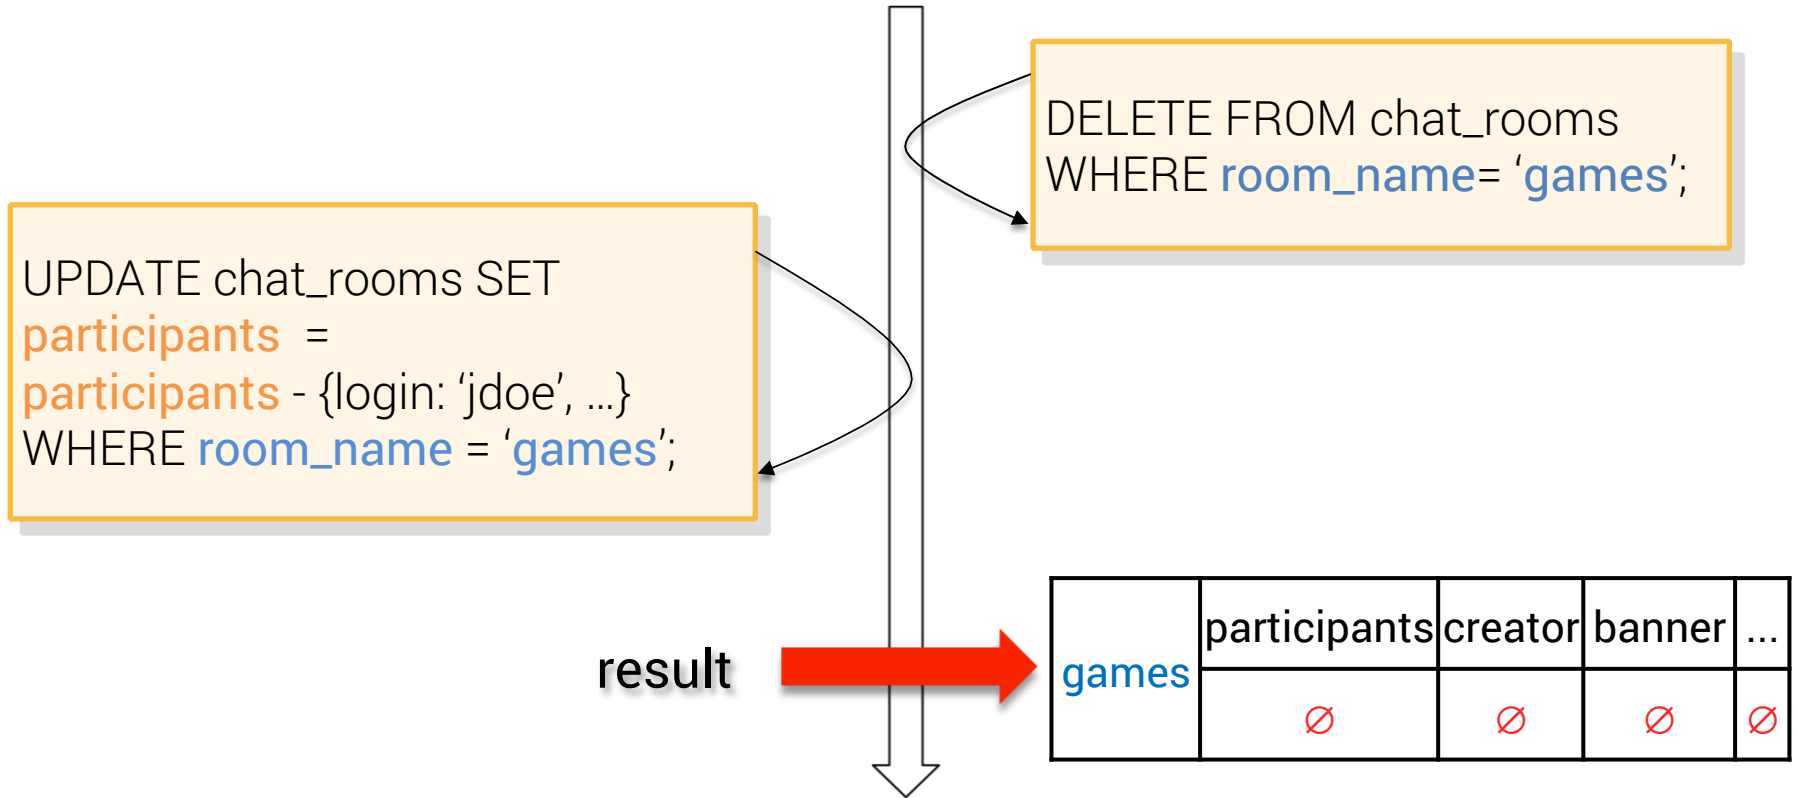 DELETE FROM chat_rooms
WHERE room_name= ‘games’;
UPDATE chat_rooms SET
participants =
participants - {login: ‘jdoe’, …}
WHERE room_name = ‘games’;
result
games
participants creator banner ...
∅ ∅ ∅ ∅